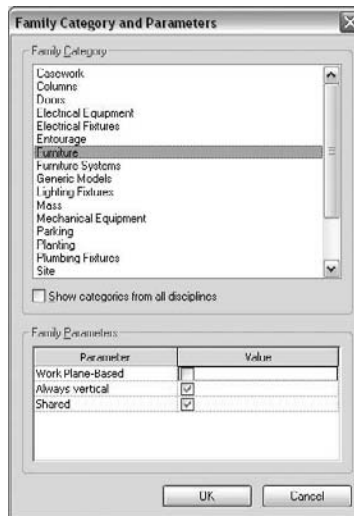 Family Category and Parameters
Family Category
Casework
Columns
Doors
Electrical Equipment
Electrical Fixtures
Entourage
Furniture
Furniture Systems
Generic Models
Lighting Fixtures
Mass
Mechanical Equipment
Parking
Planting
Plumbing Fixtures
Site
Show categories from all disciplines
Family Parameters
Parameter Value
Work Plane-Based
Always vertical
Shared
OK Cancel